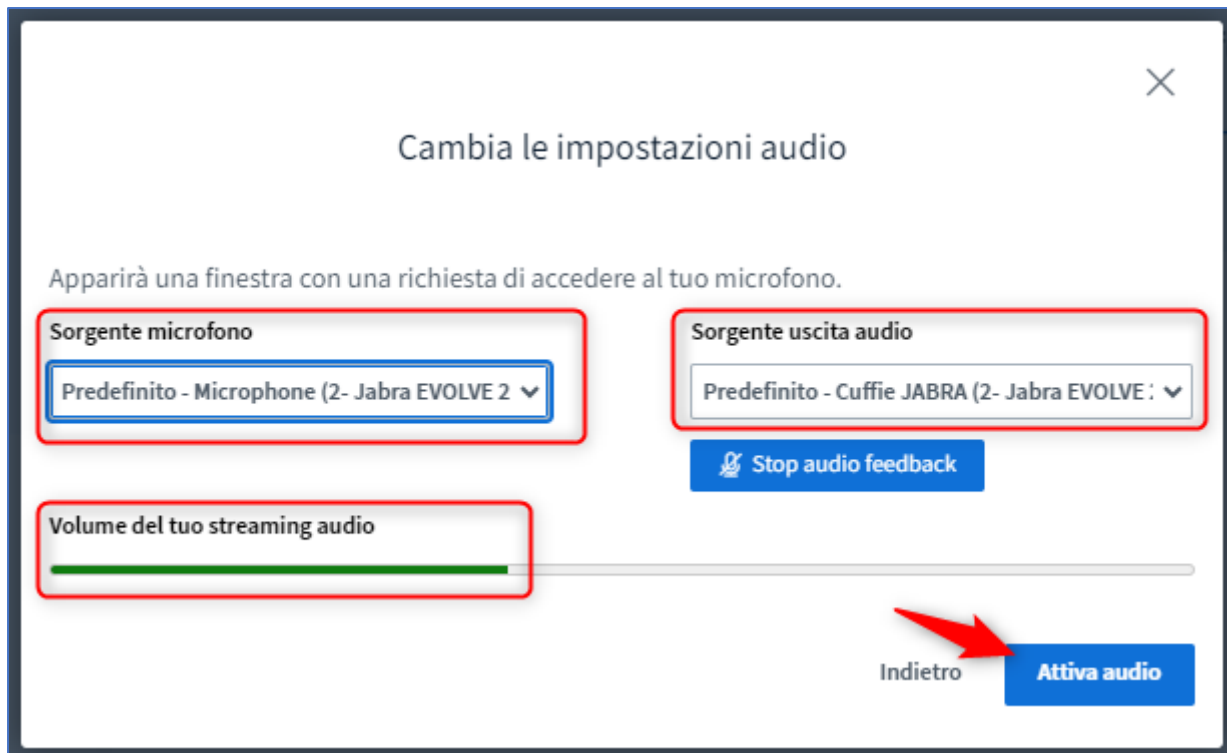 Cambia le impostazioni audio
Apparirà una finestra con una richiesta di accedere al tuo microfono.
Sorgente microfono
Sorgente uscita audio
Predefinito - Microphone (2- Jabra EVOLVE 2
Predefinito - Cuffie JABRA (2- Jabra EVOLVE
Stop audio feedback
Volume del tuo streaming audio
Indietro
Attiva audio